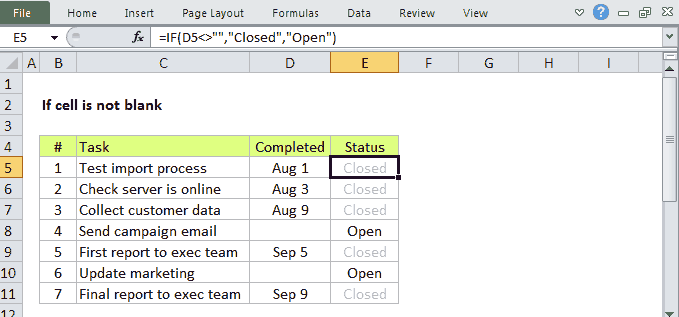 File Home Insert Page Layout Formulas Data Review View
E5 fx =IF(D5<>"","Closed","Open")
A B C D E F G H I
1
2 If cell is not blank
3
4 # Task Completed Status
5 1 Test import process Aug 1 Closed
6 2 Check server is online Aug 3 Closed
7 3 Collect customer data Aug 9 Closed
8 4 Send campaign email Open
9 5 First report to exec team Sep 5 Closed
10 6 Update marketing Open
11 7 Final report to exec team Sep 9 Closed
12